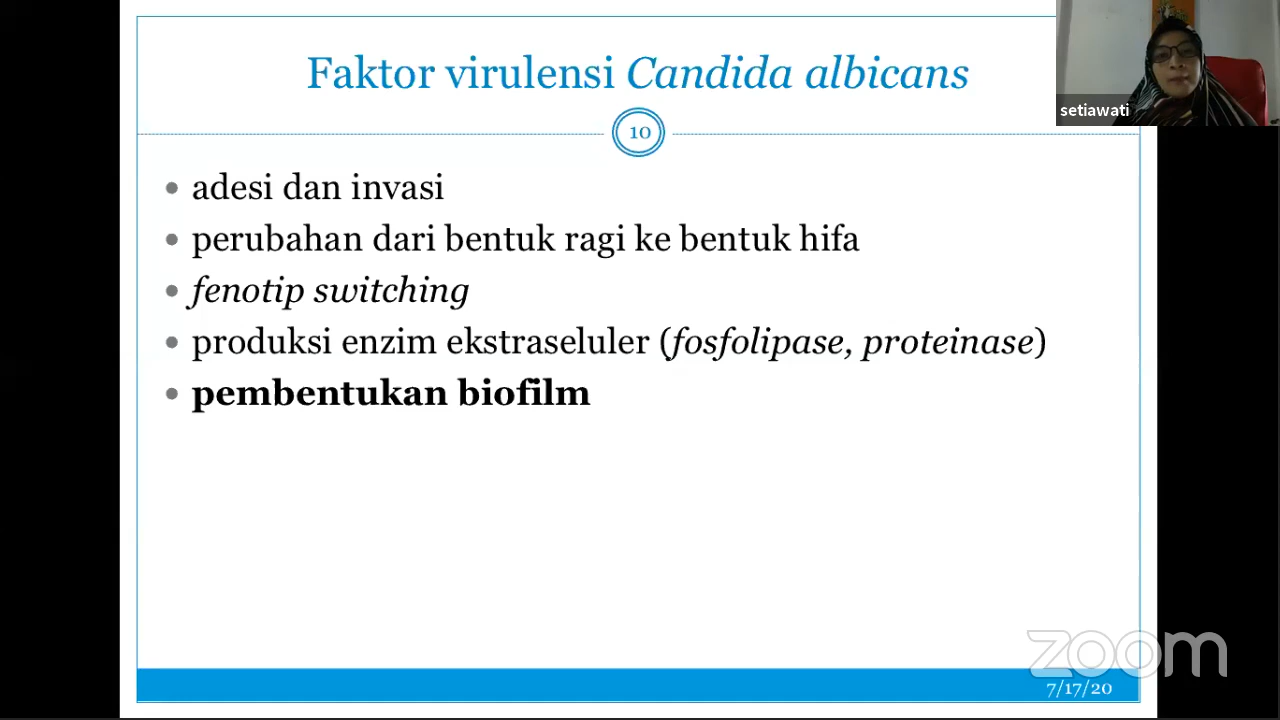 Faktor virulensi Candida albicans
setiawati
10
• adesi dan invasi
• perubahan dari bentuk ragi ke bentuk hifa
• fenotip switching
• produksi enzim ekstraseluler (fosfolipase, proteinase)
• pembentukan biofilm
zoom
7/17/20